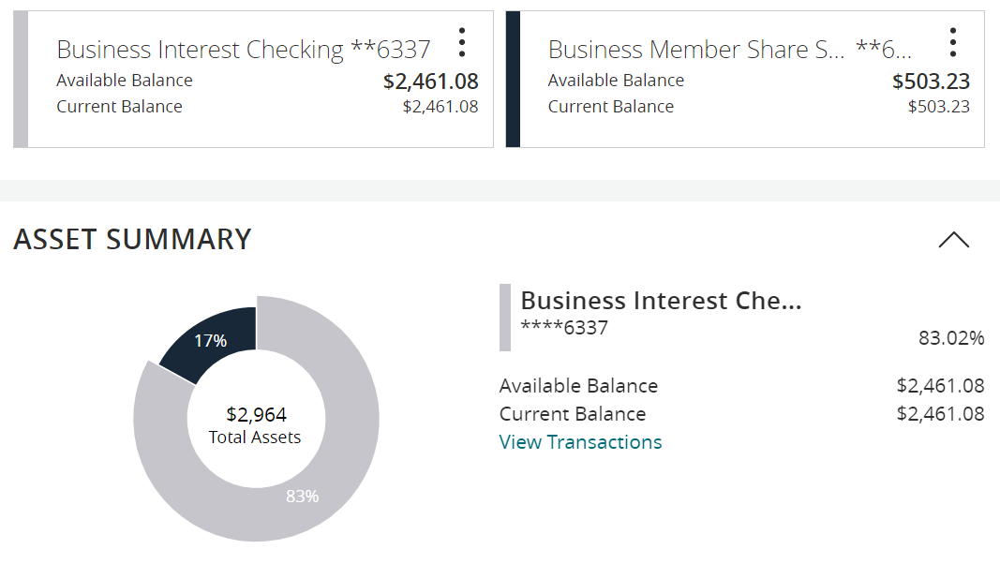 Business Interest Checking **6337
Available Balance $2,461.08
Current Balance $2,461.08
Business Member Share S... **6...
Available Balance $503.23
Current Balance $503.23
ASSET SUMMARY
17%
$2,964
Total Assets
83%
Business Interest Che...
****6337
83.02%
Available Balance $2,461.08
Current Balance $2,461.08
View Transactions